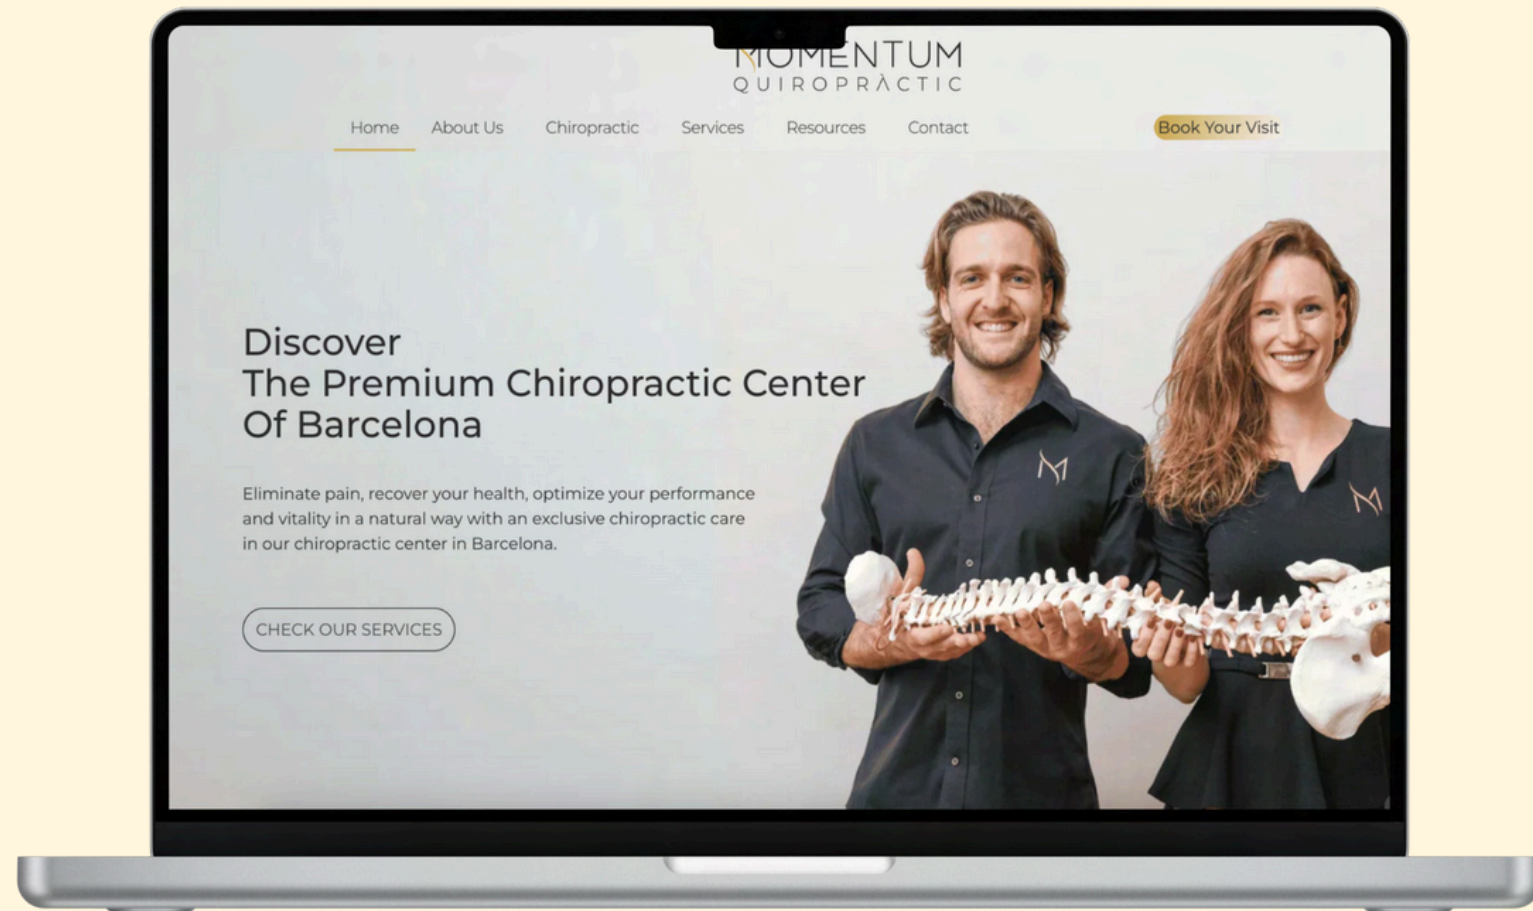 MOMENTUM
QUIROPRÀCTIC
Home About Us Chiropractic Services Resources Contact Book Your Visit
Discover
The Premium Chiropractic Center
Of Barcelona
Eliminate pain, recover your health, optimize your performance
and vitality in a natural way with an exclusive chiropractic care
in our chiropractic center in Barcelona.
CHECK OUR SERVICES
M
M